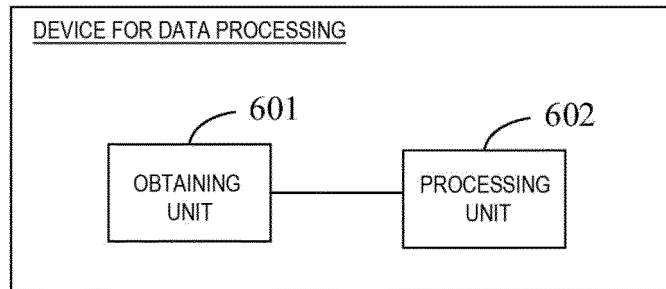 DEVICE FOR DATA PROCESSING
601
602
OBTAINING
UNIT
PROCESSING
UNIT